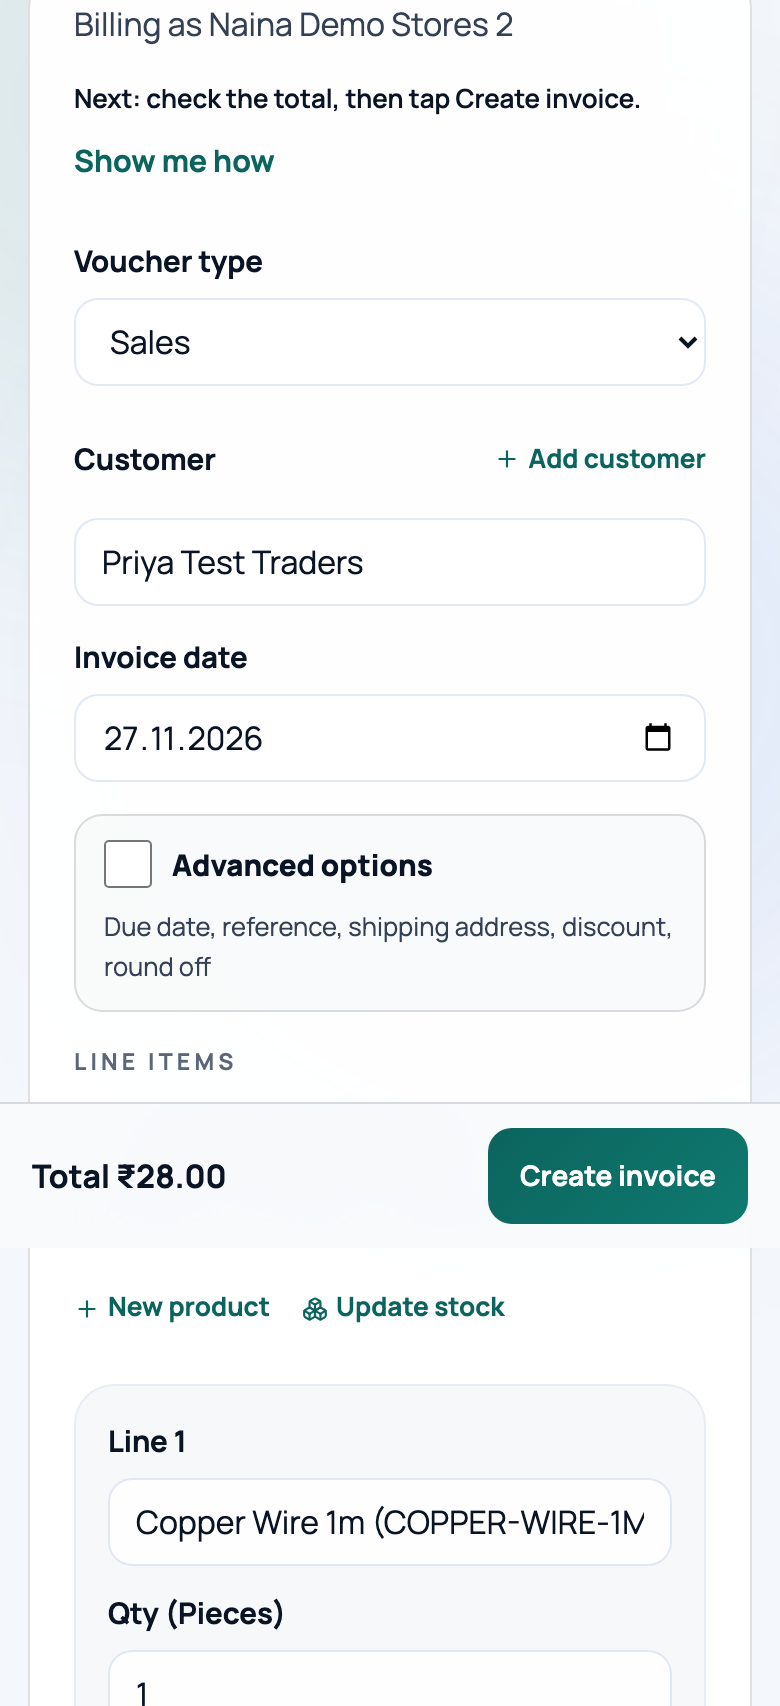 Billing as Naina Demo Stores 2
Next: check the total, then tap Create invoice.
Show me how
Voucher type
Sales
Customer
+ Add customer
Priya Test Traders
Invoice date
27.11.2026
Advanced options
Due date, reference, shipping address, discount,
round off
LINE ITEMS
Total ₹28.00
Create invoice
+ New product
Update stock
Line 1
Copper Wire 1m (COPPER-WIRE-1M
Qty (Pieces)
1